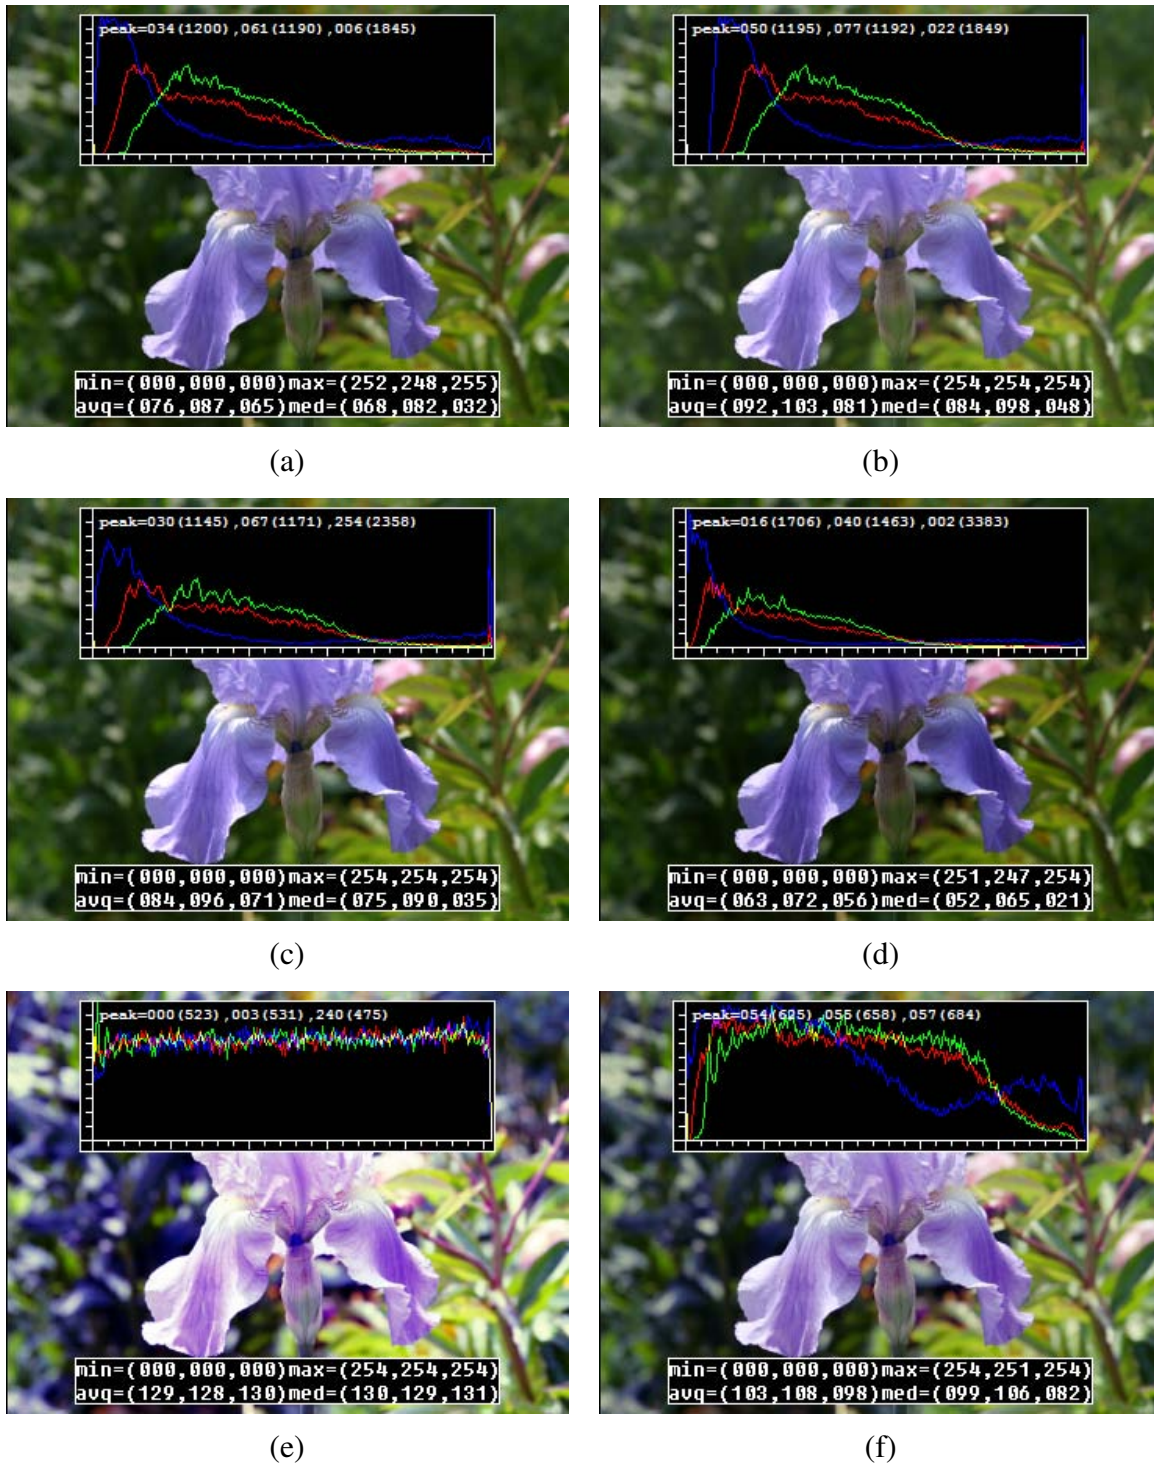 peak=034(1200),061(1190),006(1845)
min=(000,000,000)max=(252,248,255)
avg=(076,087,065)med=(068,082,032)
(a)
peak=050(1195),077(1192),022(1849)
min=(000,000,000)max=(254,254,254)
avg=(092,103,081)med=(084,098,048)
(b)
peak=030(1145),067(1171),254(2358)
min=(000,000,000)max=(254,254,254)
avg=(084,096,071)med=(075,090,035)
(c)
peak=016(1706),040(1463),002(3383)
min=(000,000,000)max=(251,247,254)
avg=(063,072,056)med=(052,065,021)
(d)
peak=000(523),003(531),240(475)
min=(000,000,000)max=(254,254,254)
avg=(129,128,130)med=(130,129,131)
(e)
peak=054(625),055(658),057(684)
min=(000,000,000)max=(254,251,254)
avg=(103,108,098)med=(099,106,082)
(f)